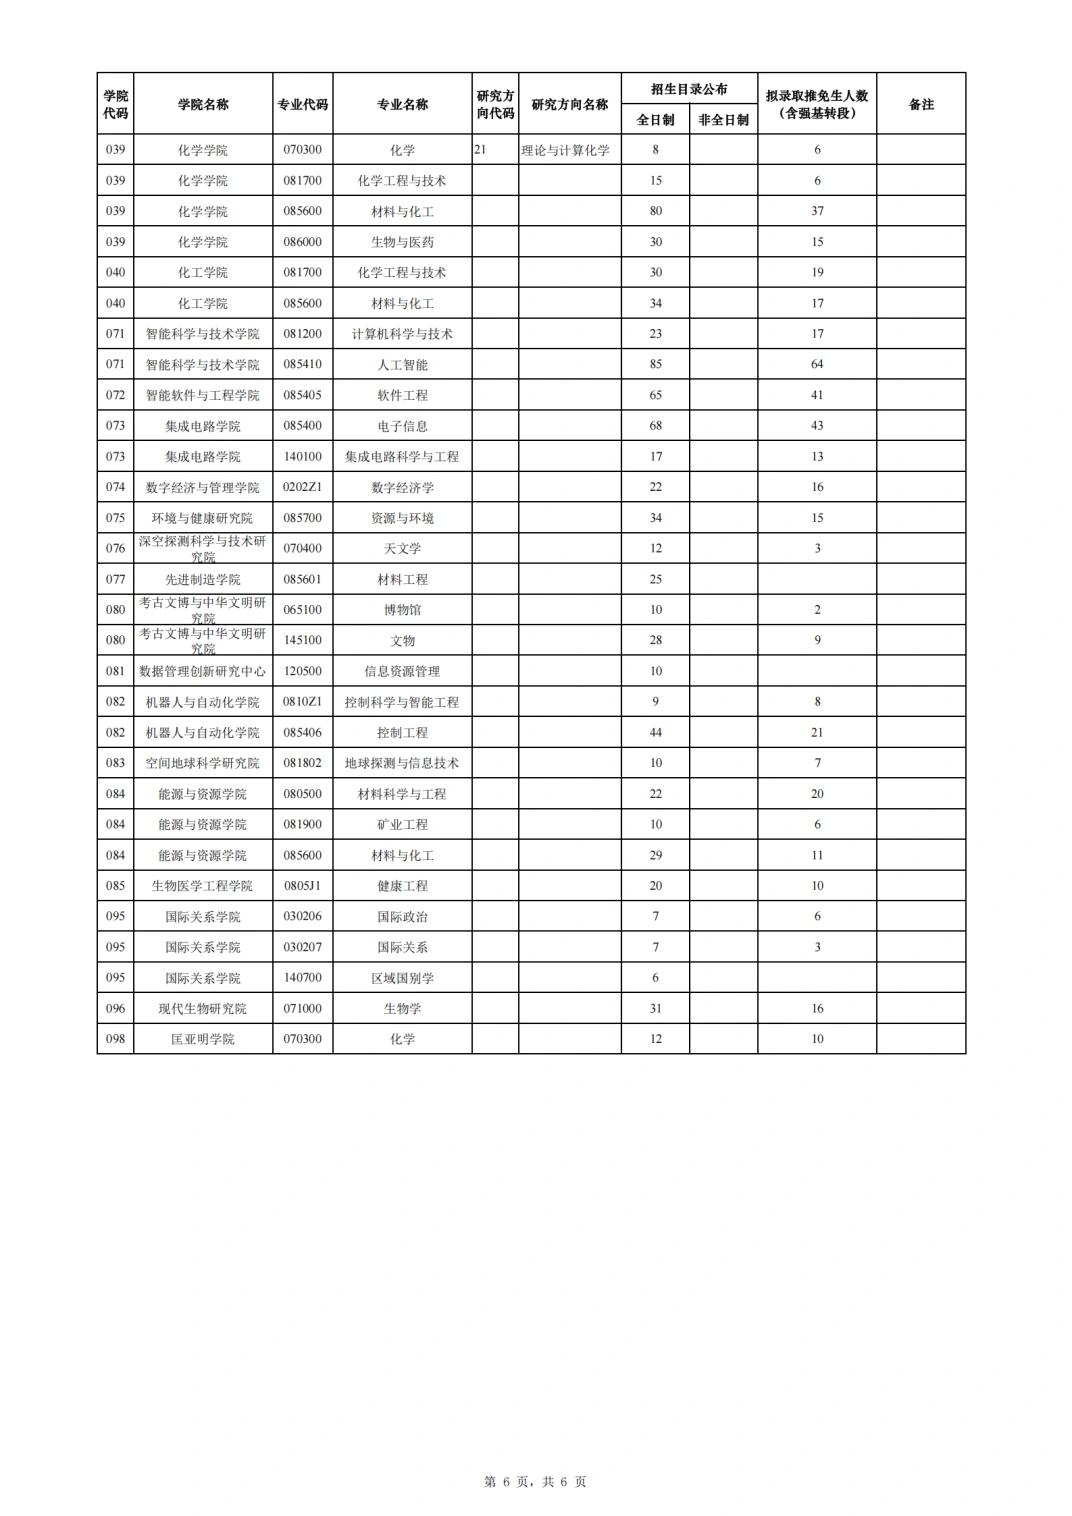 学院代码 学院名称 专业代码 专业名称 研究方向代码 研究方向名称 招生目录公布 全日制 非全日制 拟录取推免生人数（含强基转段） 备注
039 化学学院 070300 化学 21 理论与计算化学 8 6
039 化学学院 081700 化学工程与技术 15 6
039 化学学院 085600 材料与化工 80 37
039 化学学院 086000 生物与医药 30 15
040 化工学院 081700 化学工程与技术 30 19
040 化工学院 085600 材料与化工 34 17
071 智能科学与技术学院 081200 计算机科学与技术 23 17
071 智能科学与技术学院 085410 人工智能 85 64
072 智能软件与工程学院 085405 软件工程 65 41
073 集成电路学院 085400 电子信息 68 43
073 集成电路学院 140100 集成电路科学与工程 17 13
074 数字经济与管理学院 0202Z1 数字经济学 22 16
075 环境与健康研究院 085700 资源与环境 34 15
076 深空探测科学与技术研究院 070400 天文学 12 3
077 先进制造学院 085601 材料工程 25
080 考古文博与中华文明研究院 065100 博物馆 10 2
080 考古文博与中华文明研究院 145100 文物 28 9
081 数据管理创新研究中心 120500 信息资源管理 10
082 机器人与自动化学院 0810Z1 控制科学与智能工程 9 8
082 机器人与自动化学院 085406 控制工程 44 21
083 空间地球科学研究院 081802 地球探测与信息技术 10 7
084 能源与资源学院 080500 材料科学与工程 22 20
084 能源与资源学院 081900 矿业工程 10 6
084 能源与资源学院 085600 材料与化工 29 11
085 生物医学工程学院 0805J1 健康工程 20 10
095 国际关系学院 030206 国际政治 7 6
095 国际关系学院 030207 国际关系 7 3
095 国际关系学院 140700 区域国别学 6
096 现代生物研究院 071000 生物学 31 16
098 匡亚明学院 070300 化学 12 10
第 6 页，共 6 页